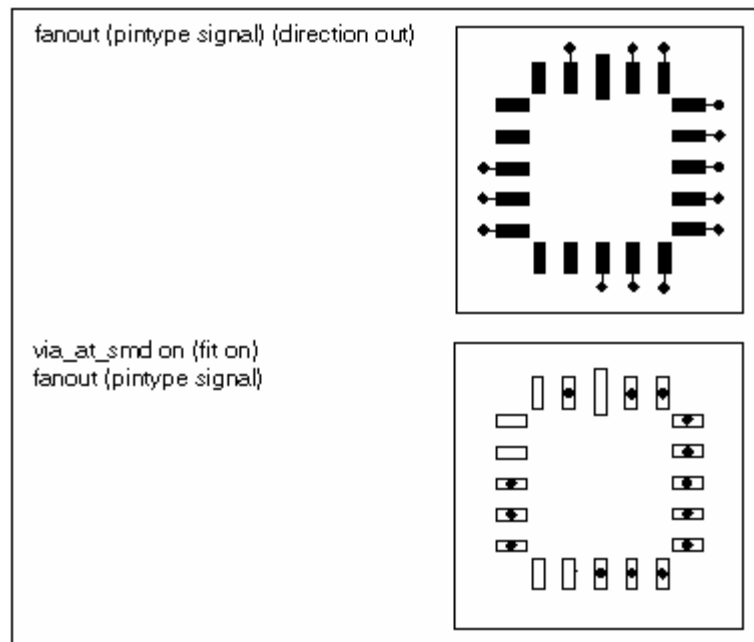 fanout (pintype signal) (direction out)
via_at_smd on (fit on)
fanout (pintype signal)